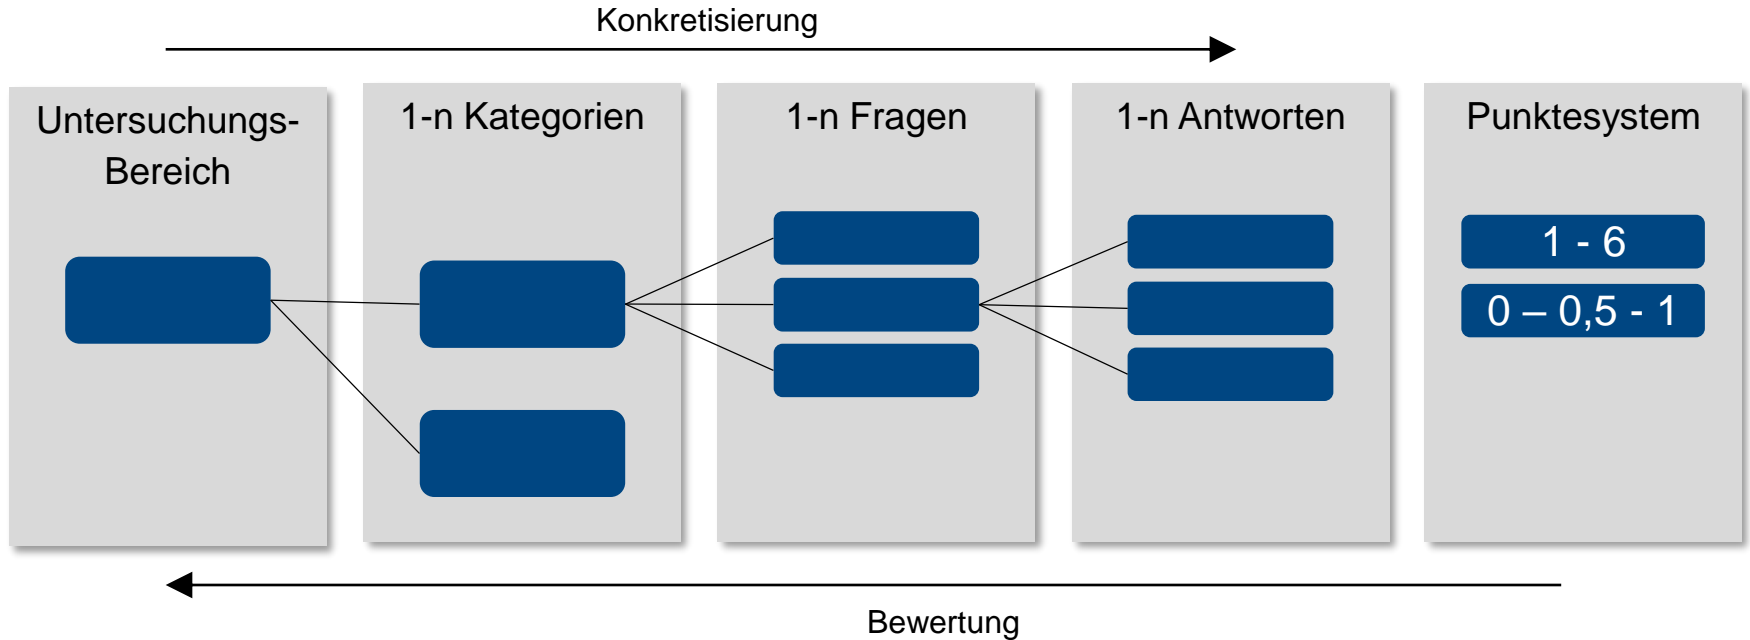 Konkretisierung
Untersuchungs-
Bereich
1-n Kategorien
1-n Fragen
1-n Antworten
Punktesystem
1 - 6
0 – 0,5 - 1
Bewertung